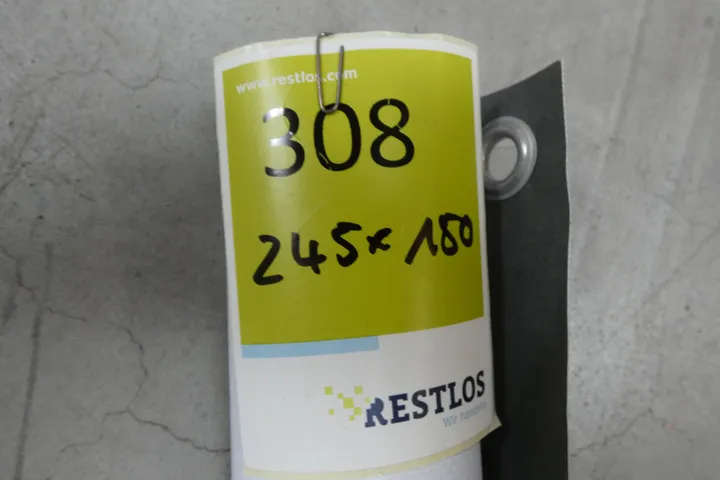 www.restlos.com
308
245x180
RESTLOS
Wir handeln